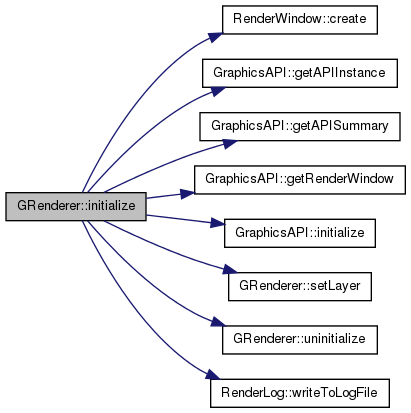 RenderWindow::create
GraphicsAPI::getAPIInstance
GraphicsAPI::getAPISummary
GraphicsAPI::getRenderWindow
GRenderer::initialize
GraphicsAPI::initialize
GRenderer::setLayer
GRenderer::uninitialize
RenderLog::writeToLogFile